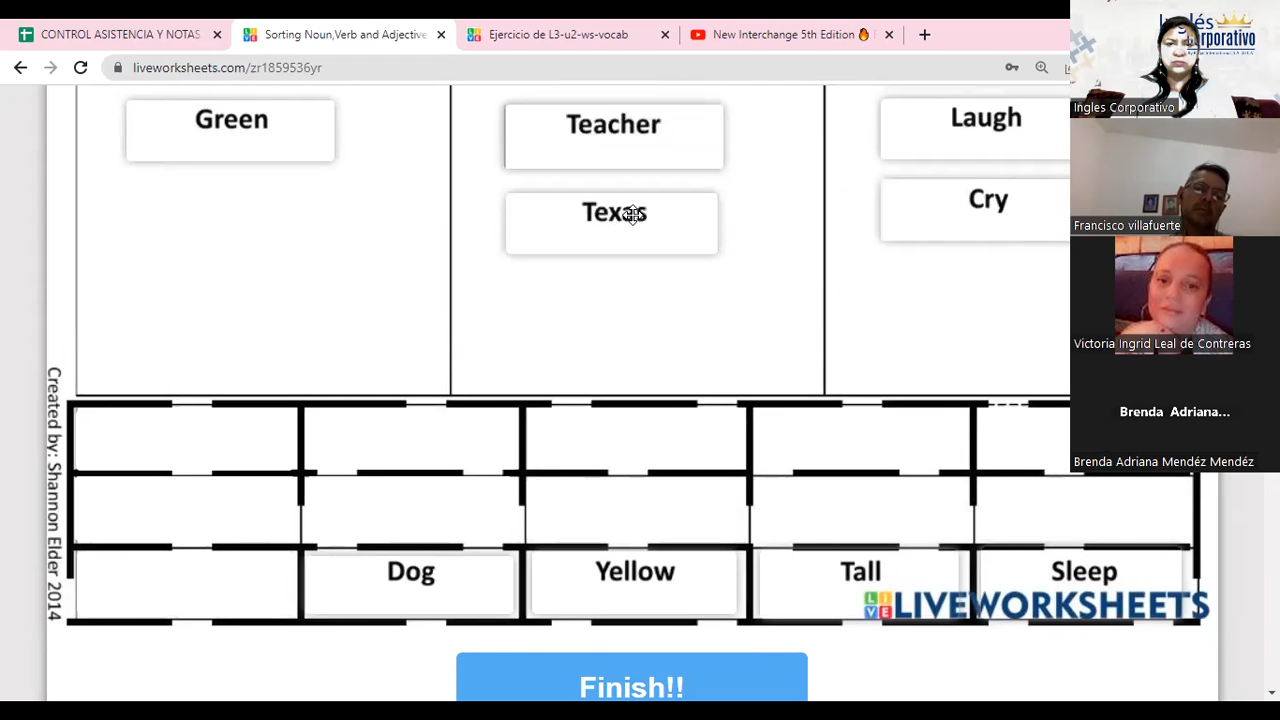 CONTROL ASISTENCIA Y NOTAS
Sorting Noun,Verb and Adjective
Ejercicio de L3-u2-ws-vocab
New Interchange 5th Edition
liveworksheets.com/zr1859536yr
Inglés
Corporativo
Ingles Corporativo
Francisco villafuerte
Victoria Ingrid Leal de Contreras
Brenda Adriana...
Brenda Adriana Mendéz Mendéz
Green
Teacher
Laugh
Texas
Cry
Created by: Shannon Elder 2014
Dog
Yellow
Tall
Sleep
LIVEWORKSHEETS
Finish!!